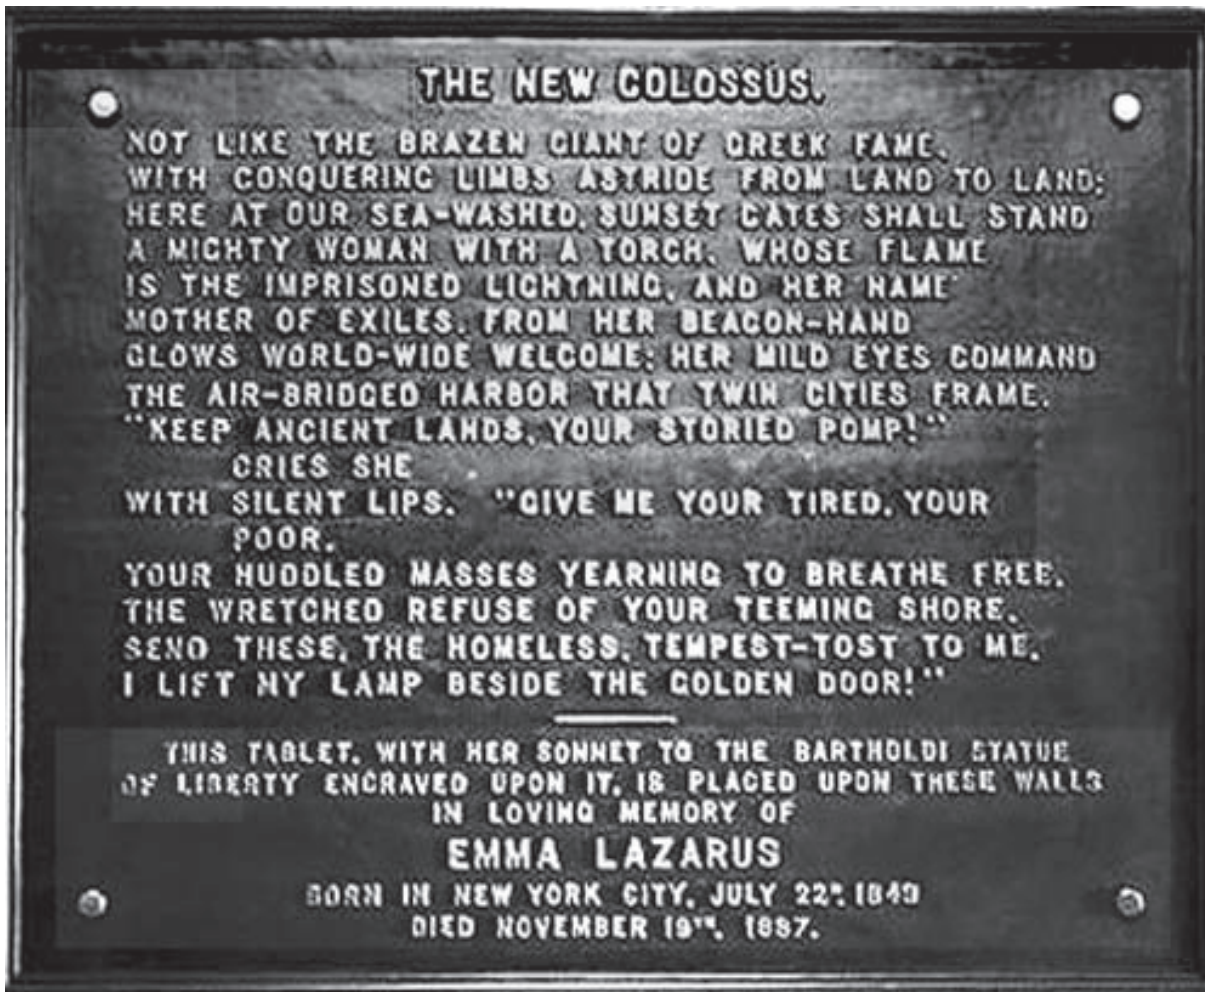 THE NEW COLOSSUS.
NOT LIKE THE BRAZEN GIANT OF GREEK FAME,
WITH CONQUERING LIMBS ASTRIDE FROM LAND TO LAND;
HERE AT OUR SEA-WASHED, SUNSET GATES SHALL STAND
A MIGHTY WOMAN WITH A TORCH, WHOSE FLAME
IS THE IMPRISONED LIGHTNING, AND HER NAME
MOTHER OF EXILES. FROM HER BEACON-HAND
GLOWS WORLD-WIDE WELCOME; HER MILD EYES COMMAND
THE AIR-BRIDGED HARBOR THAT TWIN CITIES FRAME.
"KEEP ANCIENT LANDS, YOUR STORIED POMP!"
CRIES SHE
WITH SILENT LIPS. "GIVE ME YOUR TIRED, YOUR
POOR,
YOUR HUDDLED MASSES YEARNING TO BREATHE FREE,
THE WRETCHED REFUSE OF YOUR TEEMING SHORE.
SEND THESE, THE HOMELESS, TEMPEST-TOST TO ME,
I LIFT MY LAMP BESIDE THE GOLDEN DOOR!"
THIS TABLET, WITH HER SONNET TO THE BARTHOLDI STATUE
OF LIBERTY ENGRAVED UPON IT, IS PLACED UPON THESE WALLS
IN LOVING MEMORY OF
EMMA LAZARUS
BORN IN NEW YORK CITY, JULY 22D, 1849
DIED NOVEMBER 19TH, 1887.